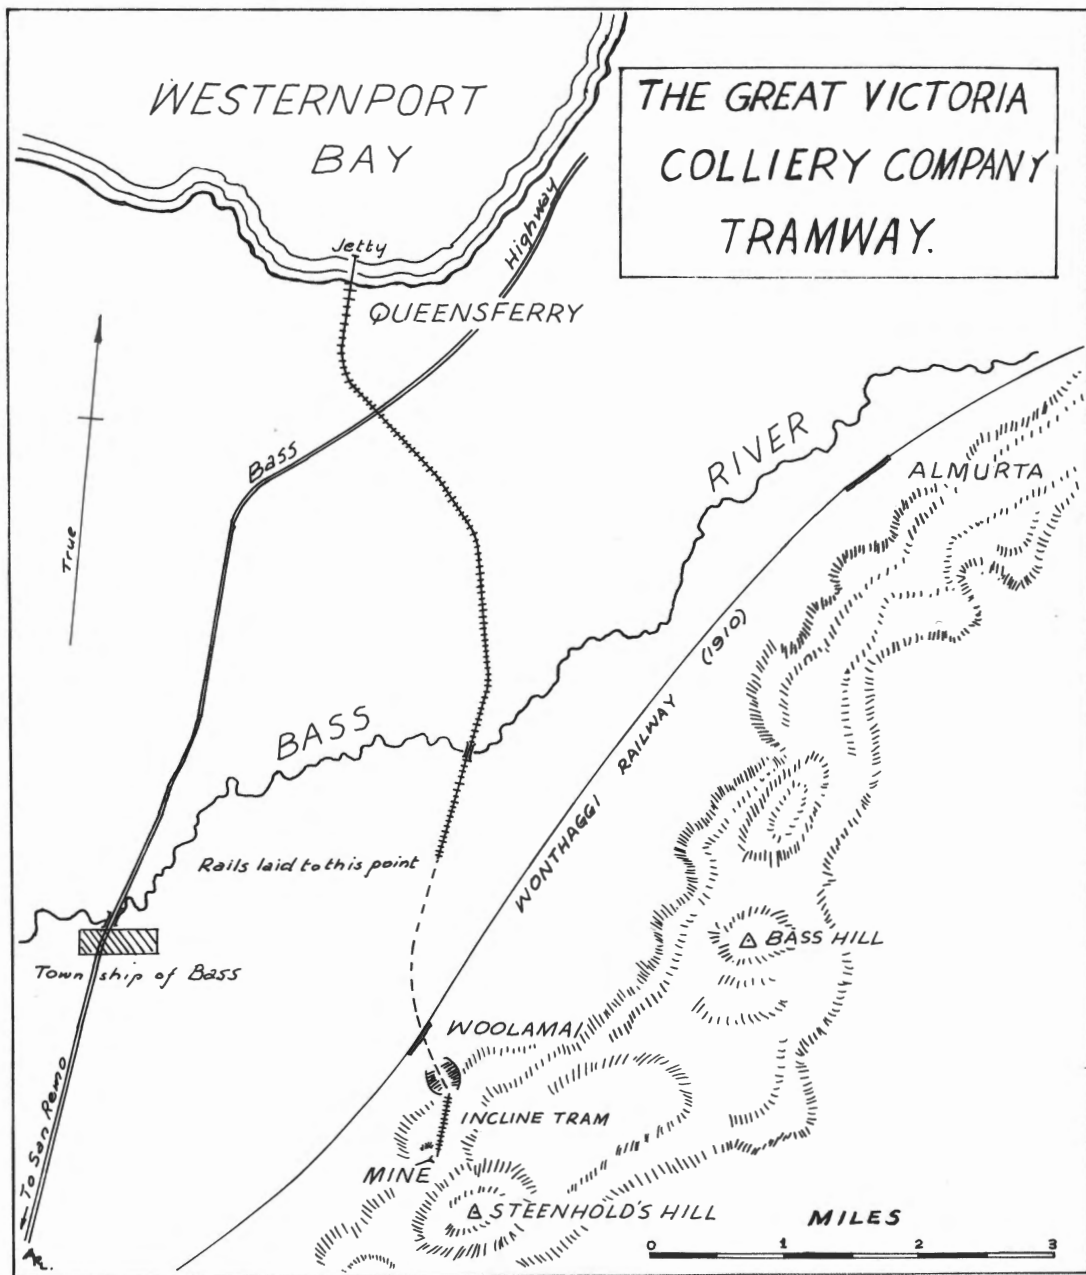 THE GREAT VICTORIA
COLLIERY COMPANY
TRAMWAY.
WESTERNPORT
BAY
Jetty
Highway
QUEENSFERRY
Bass
True
RIVER
ALMURTA
(1910)
BASS
RAILWAY
WONTHAGGI
Rails laid to this point
BASS HILL
Township of Bass
WOOLAMAI
To San Remo
INCLINE TRAM
MINE
STEENHOLD'S HILL
MILES
0 1 2 3